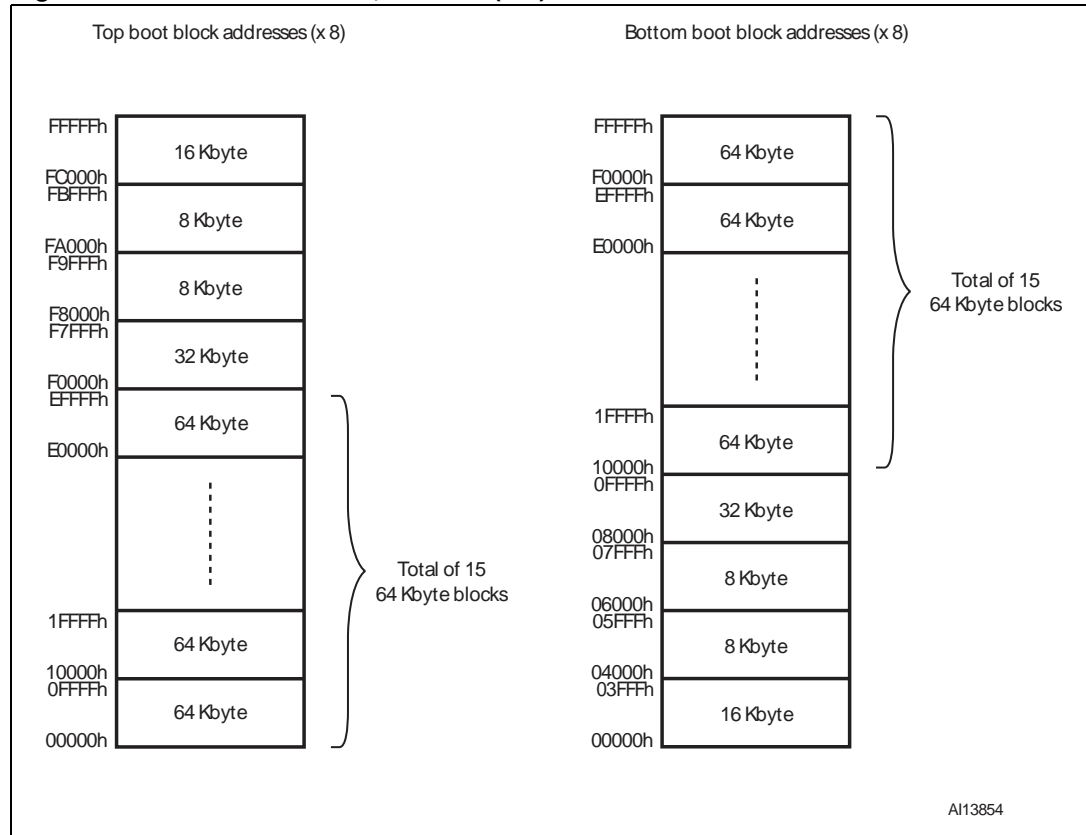 Top boot block addresses (x 8)
FFFFFh
16 Kbyte
FC000h
FBFFFh
8 Kbyte
FA000h
F9FFFh
8 Kbyte
F8000h
F7FFFh
32 Kbyte
F0000h
EFFFFh
64 Kbyte
E0000h
Total of 15
64 Kbyte blocks
1FFFFh
64 Kbyte
10000h
0FFFFh
64 Kbyte
00000h
Bottom boot block addresses (x 8)
FFFFFh
64 Kbyte
F0000h
EFFFFh
64 Kbyte
E0000h
Total of 15
64 Kbyte blocks
1FFFFh
64 Kbyte
10000h
0FFFFh
32 Kbyte
08000h
07FFFh
8 Kbyte
06000h
05FFFh
8 Kbyte
04000h
03FFFh
16 Kbyte
00000h
AI13854